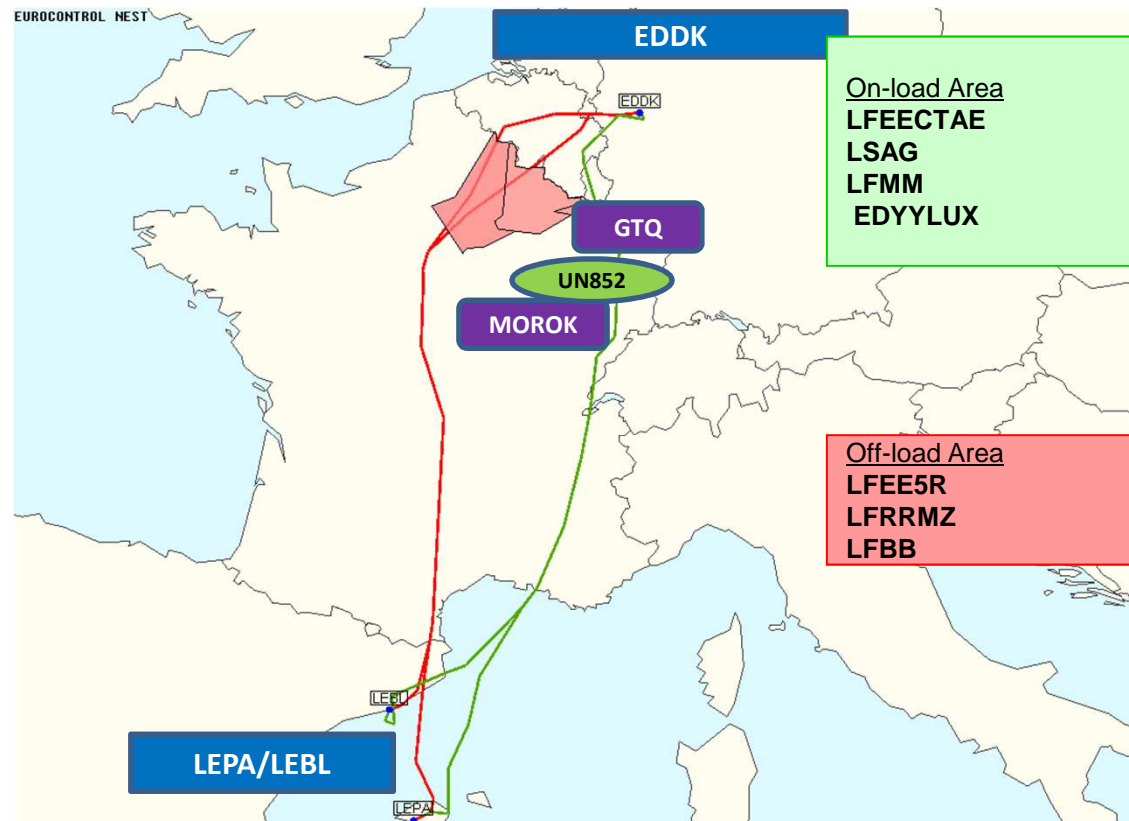 EUROCONTROL NEST
EDDK
On-load Area
LFEECTAE
LSAG
LFMM
EDYYLUX
EDDK
GTQ
UN852
MOROK
Off-load Area
LFEE5R
LFRRMZ
LFBB
LEBL
LEPA/LEBL
LEPA